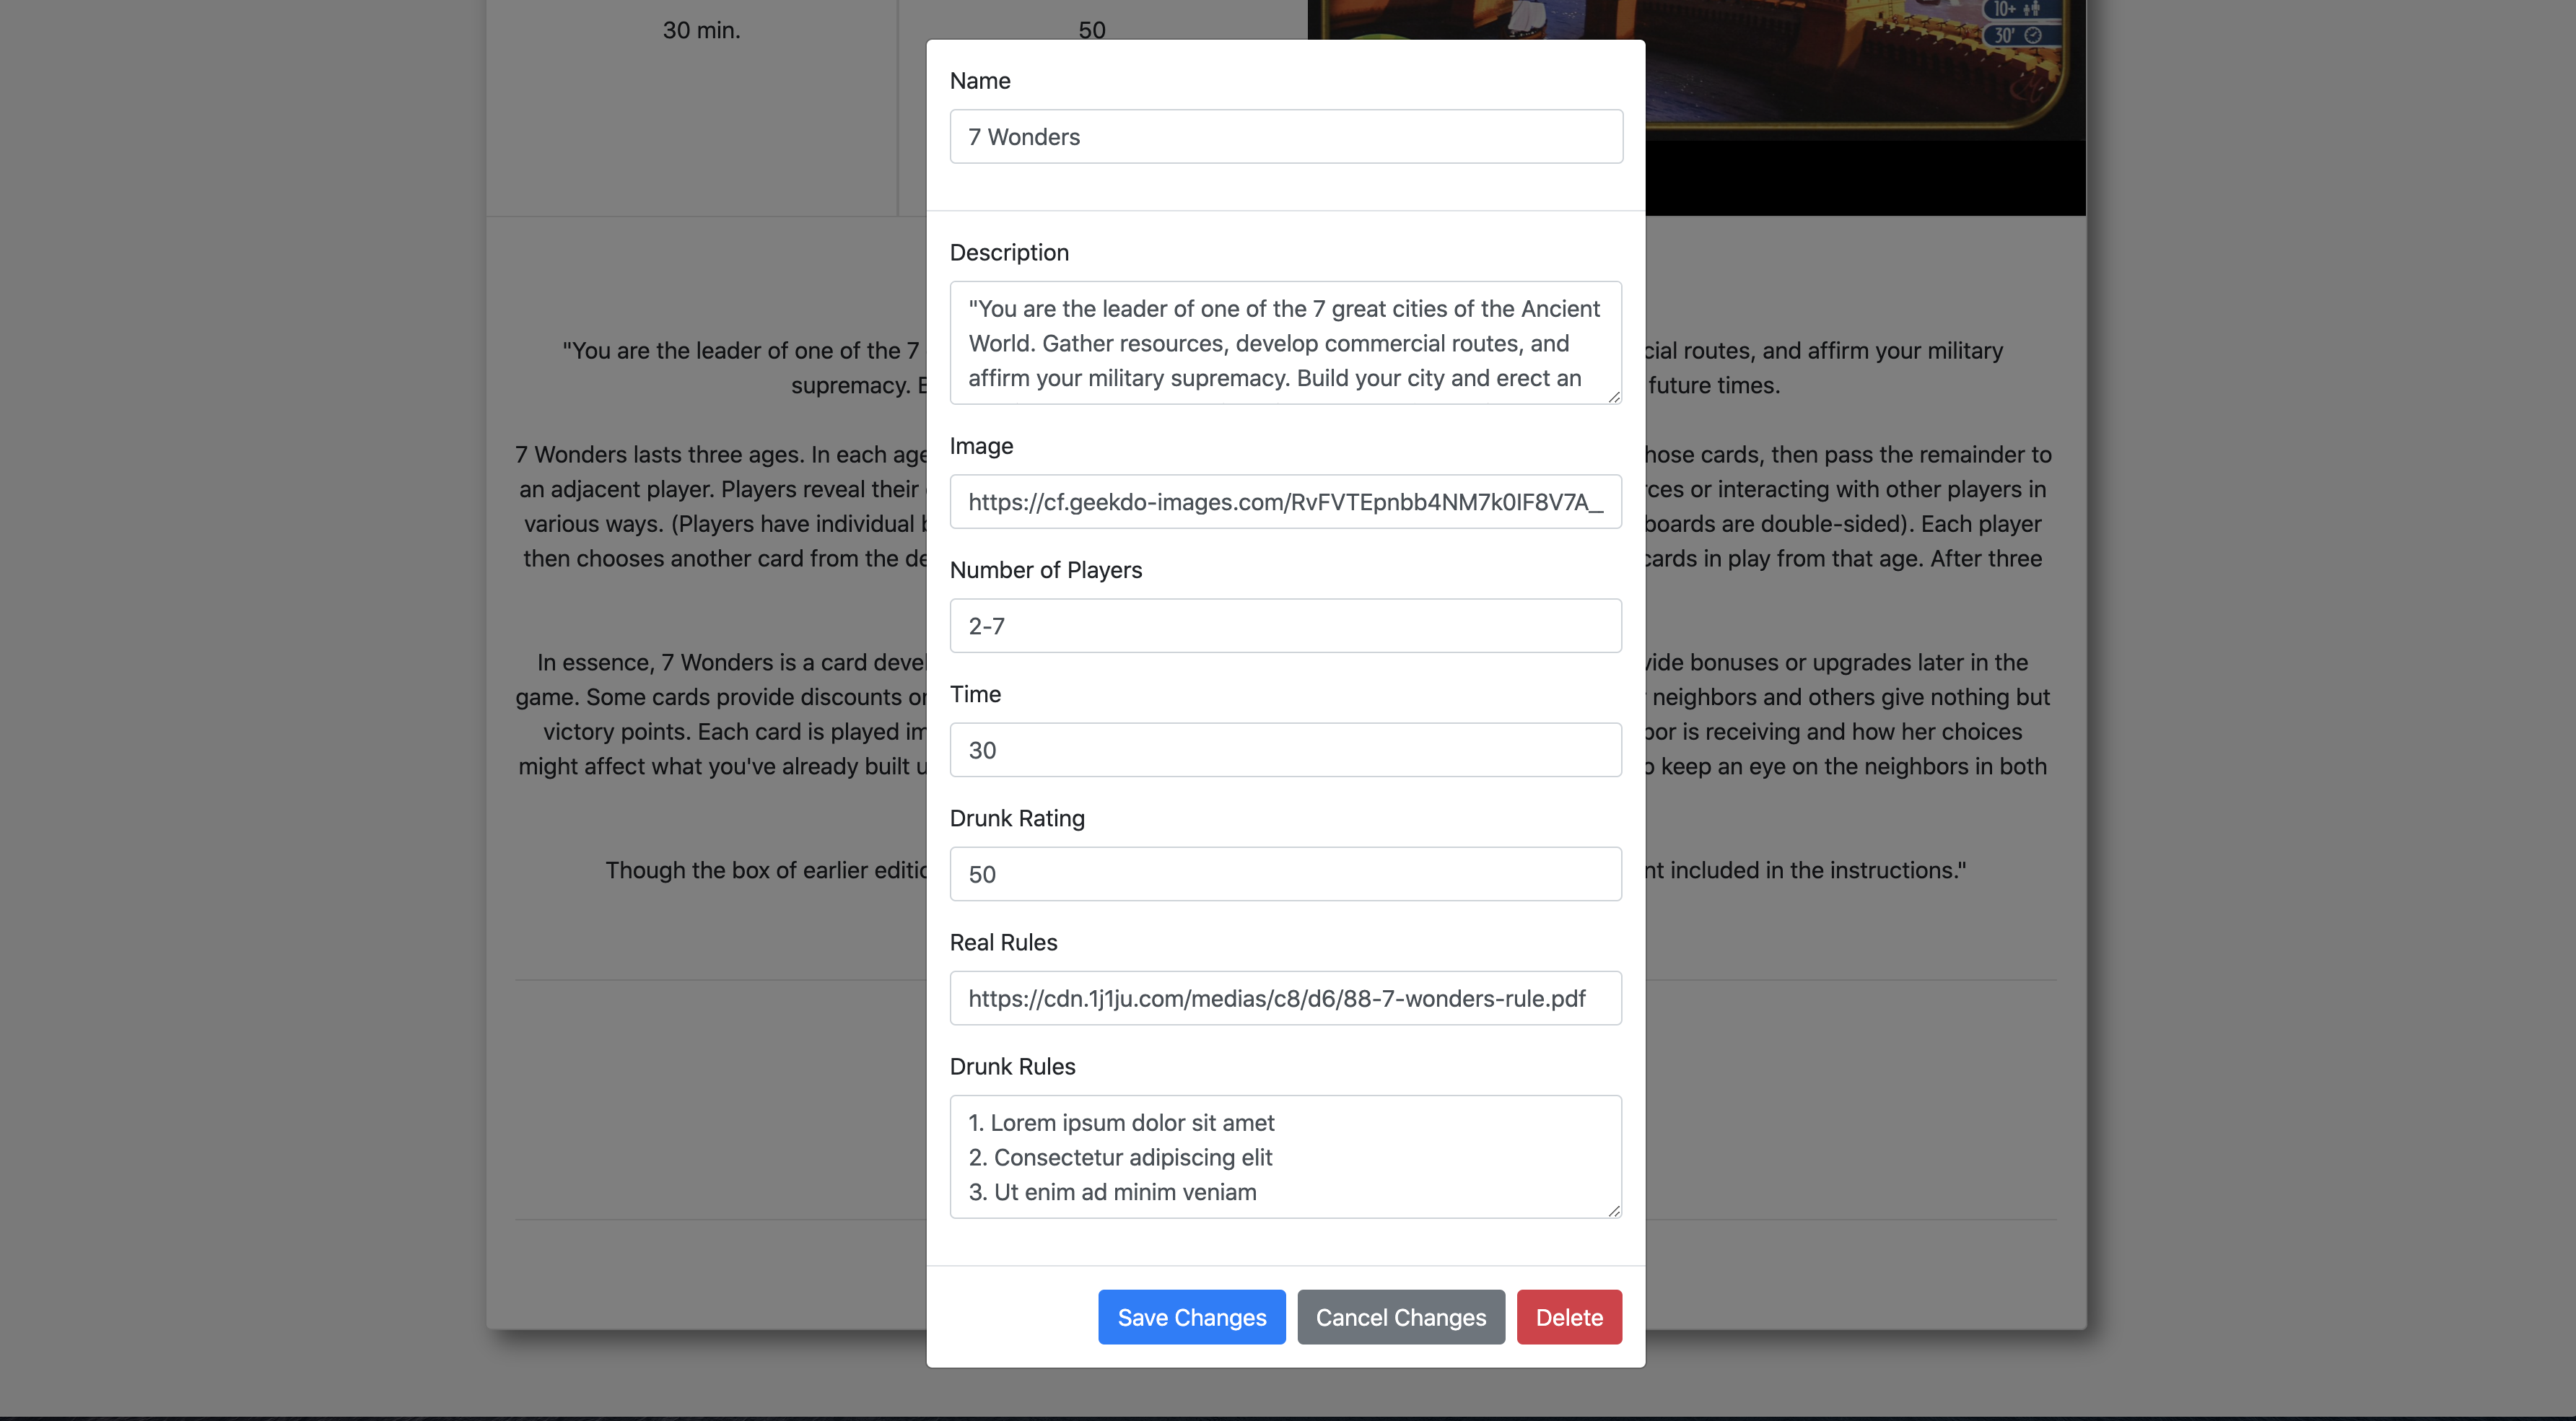 30 min.
50
10+
30'
Name
7 Wonders
Description
"You are the leader of one of the 7 great cities of the Ancient
World. Gather resources, develop commercial routes, and
affirm your military supremacy. Build your city and erect an
Image
https://cf.geekdo-images.com/RvFVTEpnbb4NM7k0IF8V7A_
Number of Players
2-7
Time
30
Drunk Rating
50
Real Rules
https://cdn.1j1ju.com/medias/c8/d6/88-7-wonders-rule.pdf
Drunk Rules
1. Lorem ipsum dolor sit amet
2. Consectetur adipiscing elit
3. Ut enim ad minim veniam
Save Changes
Cancel Changes
Delete
"You are the leader of one of the 7
cial routes, and affirm your military
supremacy.
future times.
7 Wonders lasts three ages. In each age
hose cards, then pass the remainder to
an adjacent player. Players reveal their
rces or interacting with other players in
various ways. (Players have individual
boards are double-sided). Each player
then chooses another card from the de
cards in play from that age. After three
In essence, 7 Wonders is a card devel
vide bonuses or upgrades later in the
game. Some cards provide discounts or
neighbors and others give nothing but
victory points. Each card is played im
bor is receiving and how her choices
might affect what you've already built u
keep an eye on the neighbors in both
Though the box of earlier editio
nt included in the instructions."